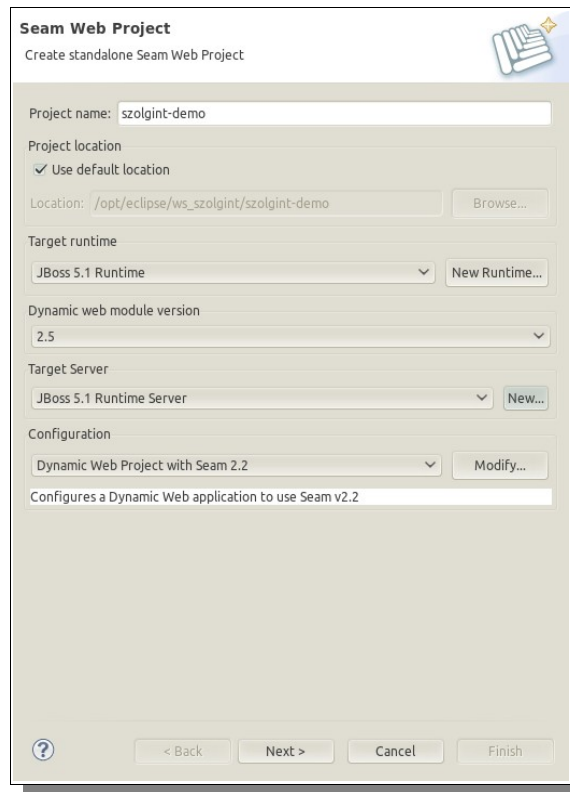 Seam Web Project
Create standalone Seam Web Project
Project name: szolgint-demo
Project location
Use default location
Location: /opt/eclipse/ws_szolgint/szolgint-demo Browse...
Target runtime
JBoss 5.1 Runtime New Runtime...
Dynamic web module version
2.5
Target Server
JBoss 5.1 Runtime Server New...
Configuration
Dynamic Web Project with Seam 2.2 Modify...
Configures a Dynamic Web application to use Seam v2.2
? < Back Next > Cancel Finish